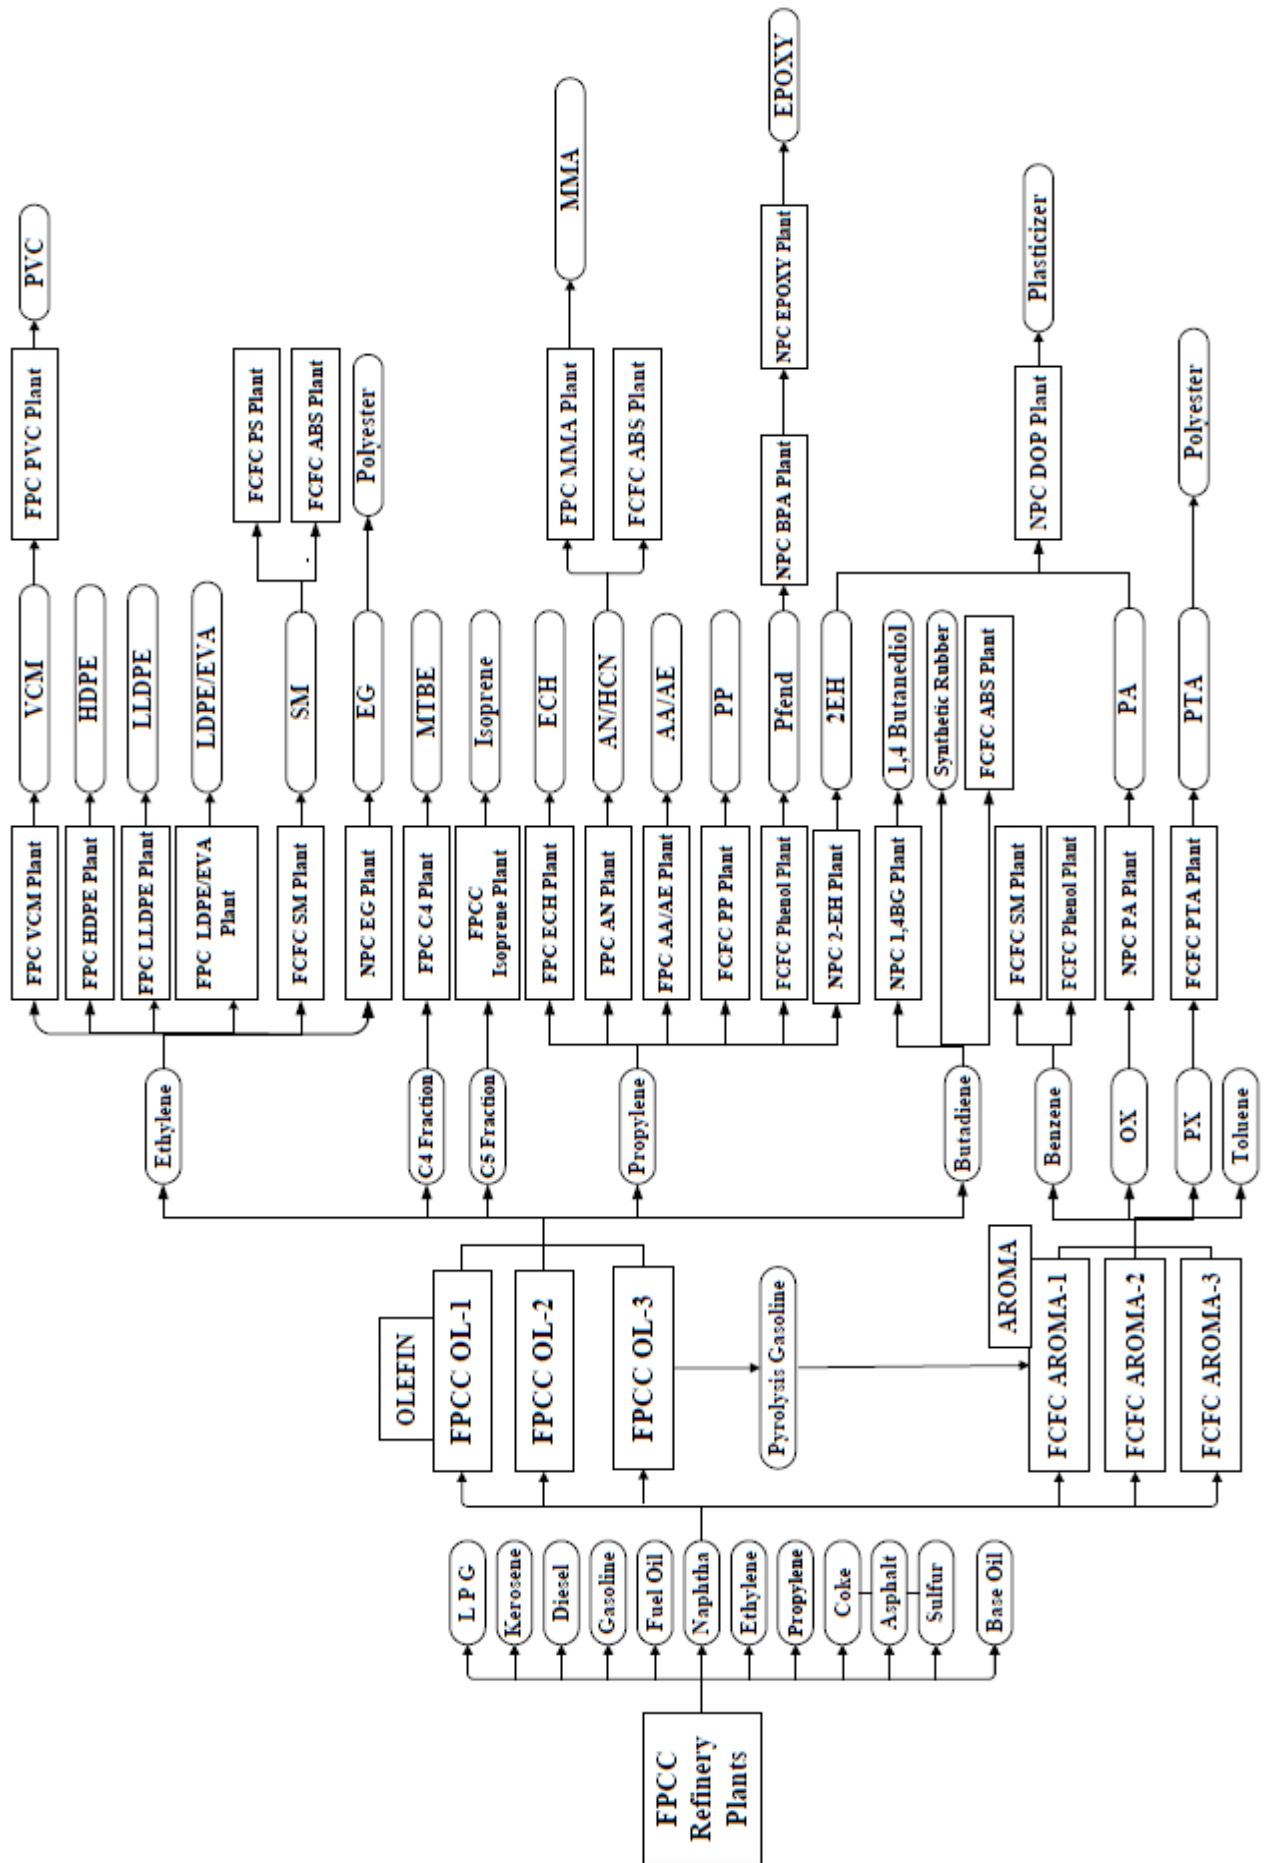 FPCC
Refinery
Plants
L P G
Kerosene
Diesel
Gasoline
Fuel Oil
Naphtha
Ethylene
Propylene
Coke
Asphalt
Sulfur
Base Oil
OLEFIN
FPCC OL-1
FPCC OL-2
FPCC OL-3
Pyrolysis Gasoline
AROMA
FCFC AROMA-1
FCFC AROMA-2
FCFC AROMA-3
Ethylene
C4 Fraction
C5 Fraction
Propylene
Butadiene
Benzene
OX
PX
Toluene
FPC VCM Plant
FPC HDPE Plant
FPC LLDPE Plant
FPC LDPE/EVA
Plant
FCFC SM Plant
NPC EG Plant
FPC C4 Plant
FPCC
Isoprene Plant
FPC ECH Plant
FPC AN Plant
FPC AA/AE Plant
FCFC PP Plant
FCFC Phenol Plant
NPC 2-EH Plant
NPC 1,4BG Plant
FCFC SM Plant
FCFC Phenol Plant
NPC PA Plant
FCFC PTA Plant
VCM
HDPE
LLDPE
LDPE/EVA
SM
EG
MTBE
Isoprene
ECH
AN/HCN
AA/AE
PP
Pfend
2EH
1,4 Butanediol
Synthetic Rubber
FCFC ABS Plant
PA
PTA
FPC PVC Plant
FCFC PS Plant
FCFC ABS Plant
Polyester
FPC MMA Plant
FCFC ABS Plant
NPC BPA Plant
NPC EPOXY Plant
NPC DOP Plant
Polyester
PVC
MMA
EPOXY
Plasticizer